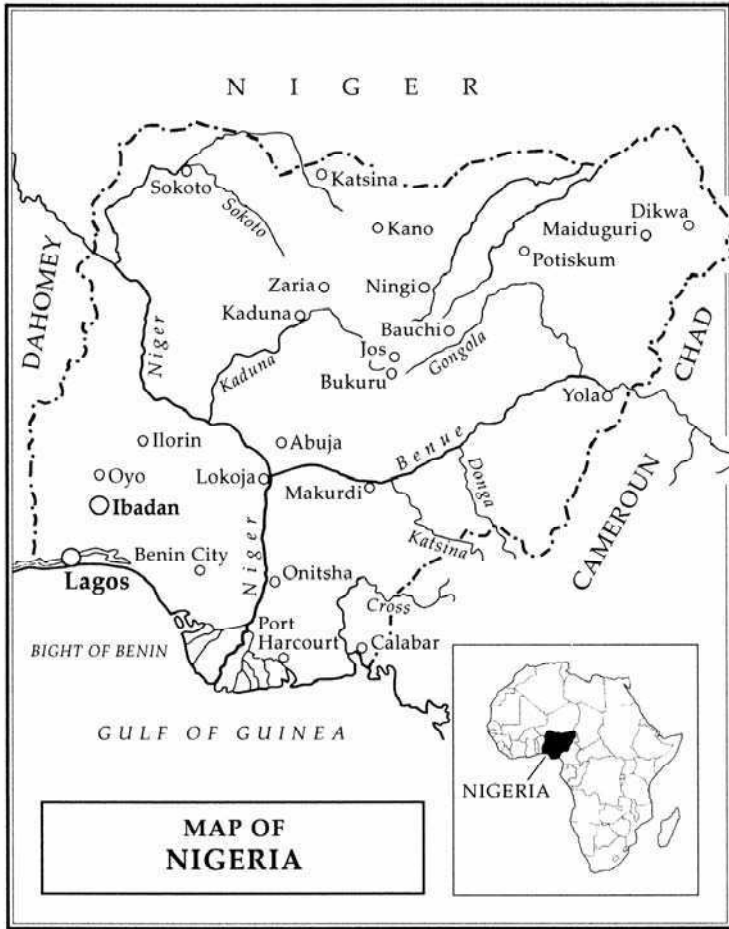 NIGER
Sokoto
Katsina
Sokoto
Kano
Dikwa
Maiduguri
Potiskum
DAHOMEY
Zaria
Ningi
Kaduna
Bauchi
CHAD
Niger
Kaduna
Jos
Gongola
Bukuru
Yola
Ilorin
Abuja
Benue
Oyo
Lokoja
Makurdi
Donga
CAMEROUN
Ibadan
Katsina
Benin City
Niger
Onitsha
Lagos
Cross
Port
Harcourt
Calabar
BIGHT OF BENIN
GULF OF GUINEA
NIGERIA
MAP OF
NIGERIA